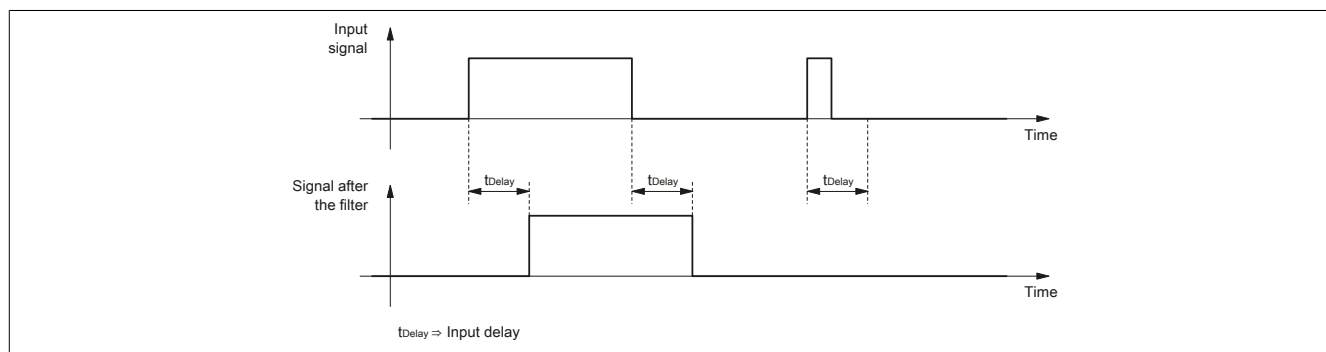 Input
signal
Time
tDelay
tDelay
tDelay
Signal after
the filter
Time
tDelay ⇒ Input delay